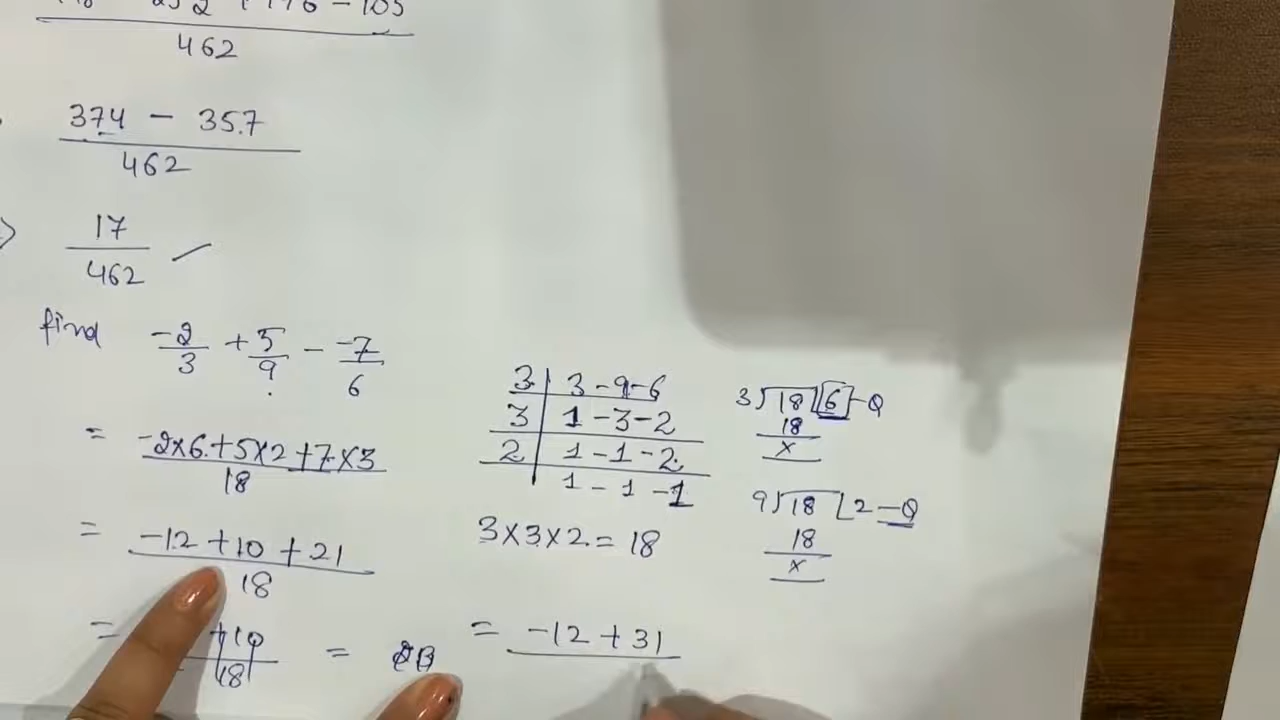 - 105
462
374 - 357
462
17
462
find -2/3 + 5/9 - -7/6
= -2×6+5×2+7×3
18
= -12+10+21
18
= +10
18
=
= -12+31
3 | 3-9-6
3 | 1-3-2
2 | 1-1-2
1-1-1
3×3×2=18
3)18(6-Q
18
×
9)18(2-Q
18
×